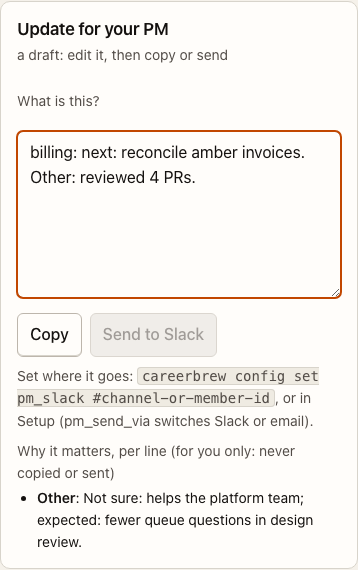 Update for your PM
a draft: edit it, then copy or send
What is this?
billing: next: reconcile amber invoices.
Other: reviewed 4 PRs.
Copy
Send to Slack
Set where it goes: careerbrew config set
pm_slack #channel-or-member-id, or in
Setup (pm_send_via switches Slack or email).
Why it matters, per line (for you only: never
copied or sent)
• Other: Not sure: helps the platform team;
expected: fewer queue questions in design
review.